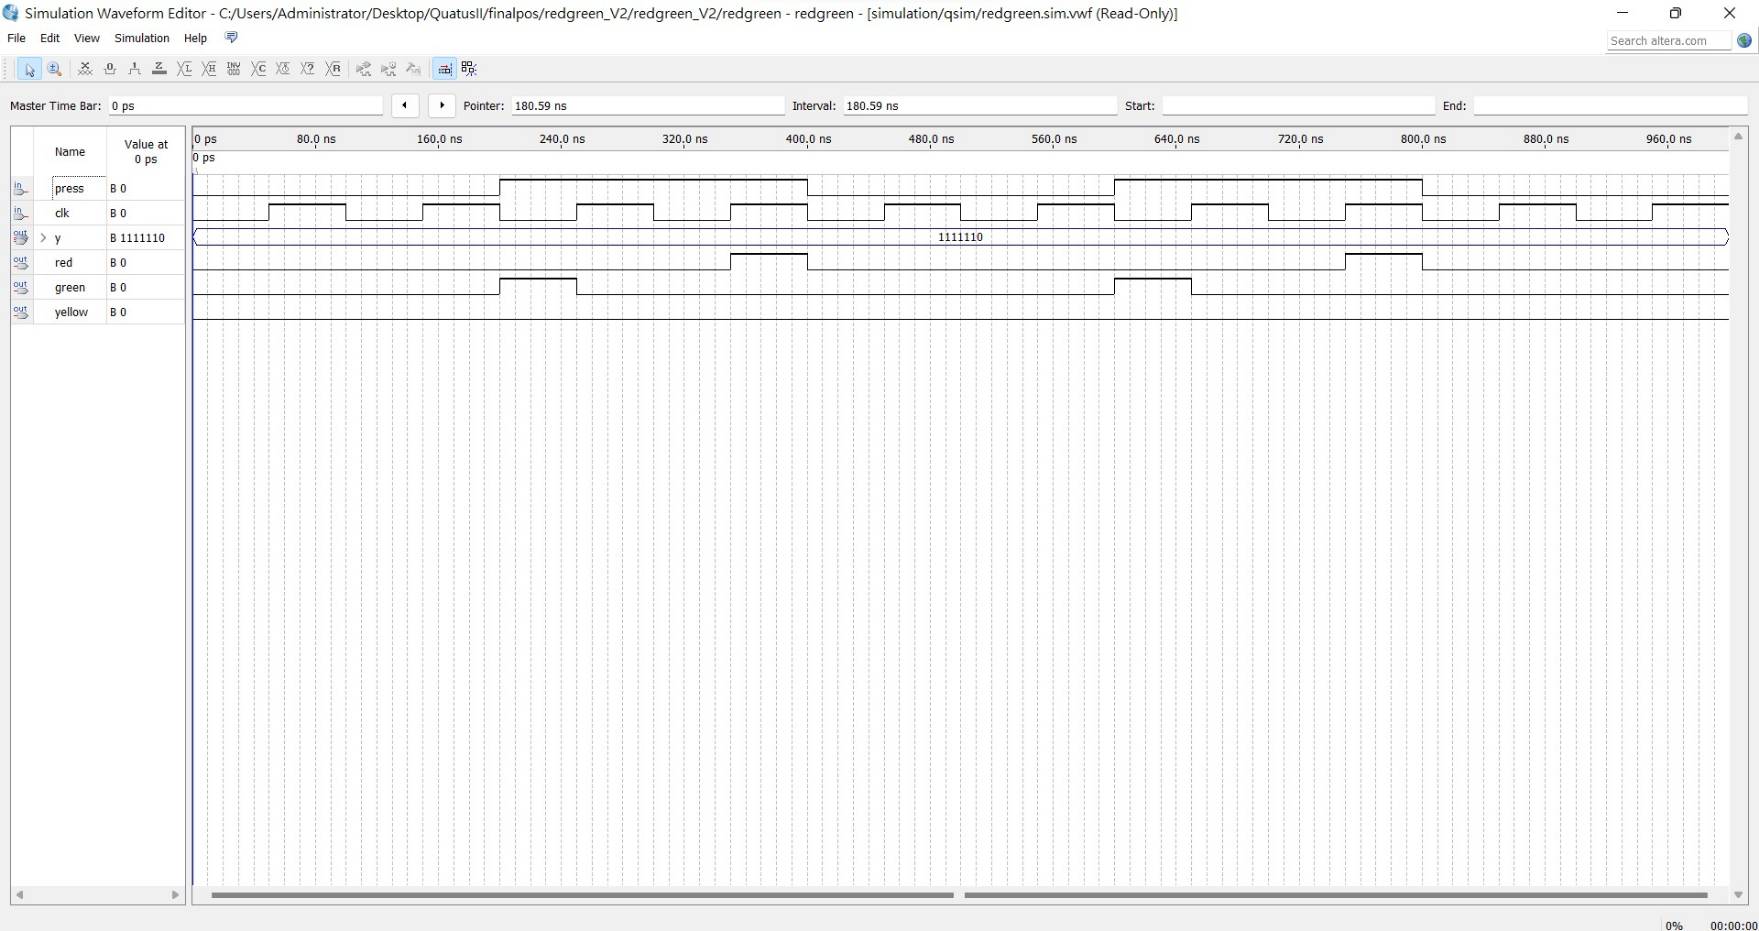 Simulation Waveform Editor - C:/Users/Administrator/Desktop/QuatusII/finalpos/redgreen_V2/redgreen_V2/redgreen - redgreen - [simulation/qsim/redgreen.sim.vwf (Read-Only)]
File Edit View Simulation Help
Search altera.com
Master Time Bar: 0 ps Pointer: 180.59 ns Interval: 180.59 ns Start: End:
Name Value at 0 ps
0 ps 80.0 ns 160.0 ns 240.0 ns 320.0 ns 400.0 ns 480.0 ns 560.0 ns 640.0 ns 720.0 ns 800.0 ns 880.0 ns 960.0 ns
0 ps
in press B 0
in clk B 0
out > y B 1111110 1111110
out red B 0
out green B 0
out yellow B 0
0% 00:00:00